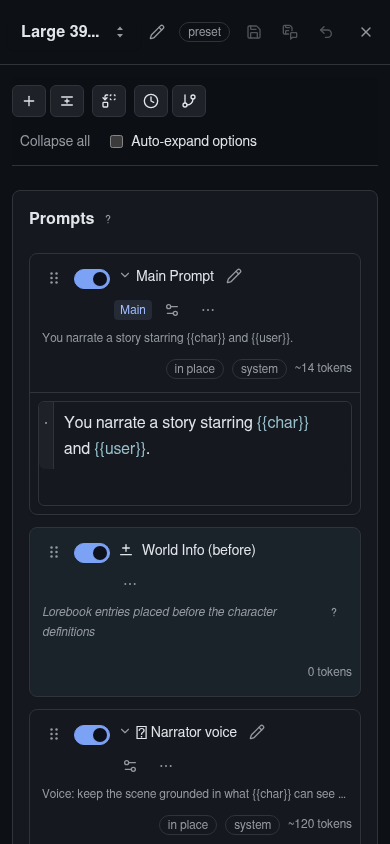 Large 39...
preset
Collapse all
Auto-expand options
Prompts ?
Main Prompt
Main
You narrate a story starring {{char}} and {{user}}.
in place
system
~14 tokens
You narrate a story starring {{char}}
and {{user}}.
World Info (before)
Lorebook entries placed before the character
definitions
?
0 tokens
Narrator voice
Voice: keep the scene grounded in what {{char}} can see ...
in place
system
~120 tokens